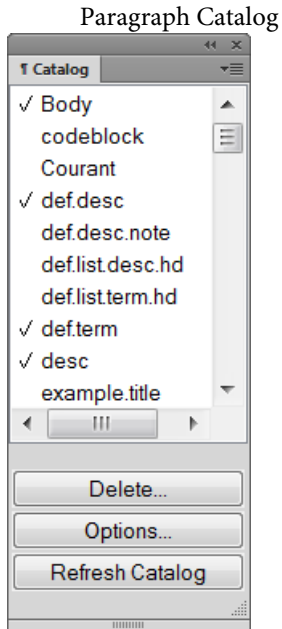 Paragraph Catalog
¶ Catalog
✓ Body
codeblock
Courant
✓ def.desc
def.desc.note
def.list.desc.hd
def.list.term.hd
✓ def.term
✓ desc
example.title
Delete...
Options...
Refresh Catalog